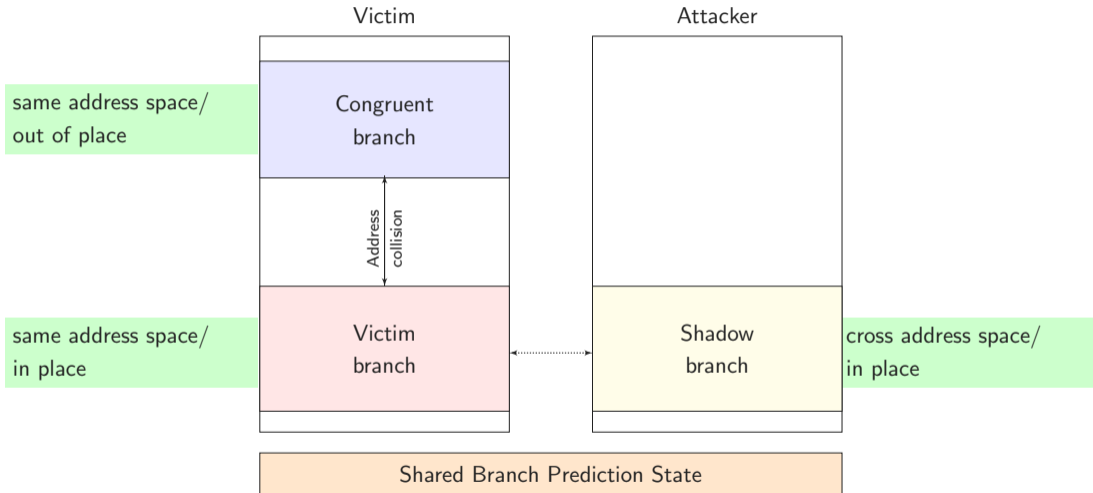 Victim
Attacker
same address space/
out of place
Congruent
branch
Address
collision
same address space/
in place
Victim
branch
Shadow
branch
cross address space/
in place
Shared Branch Prediction State